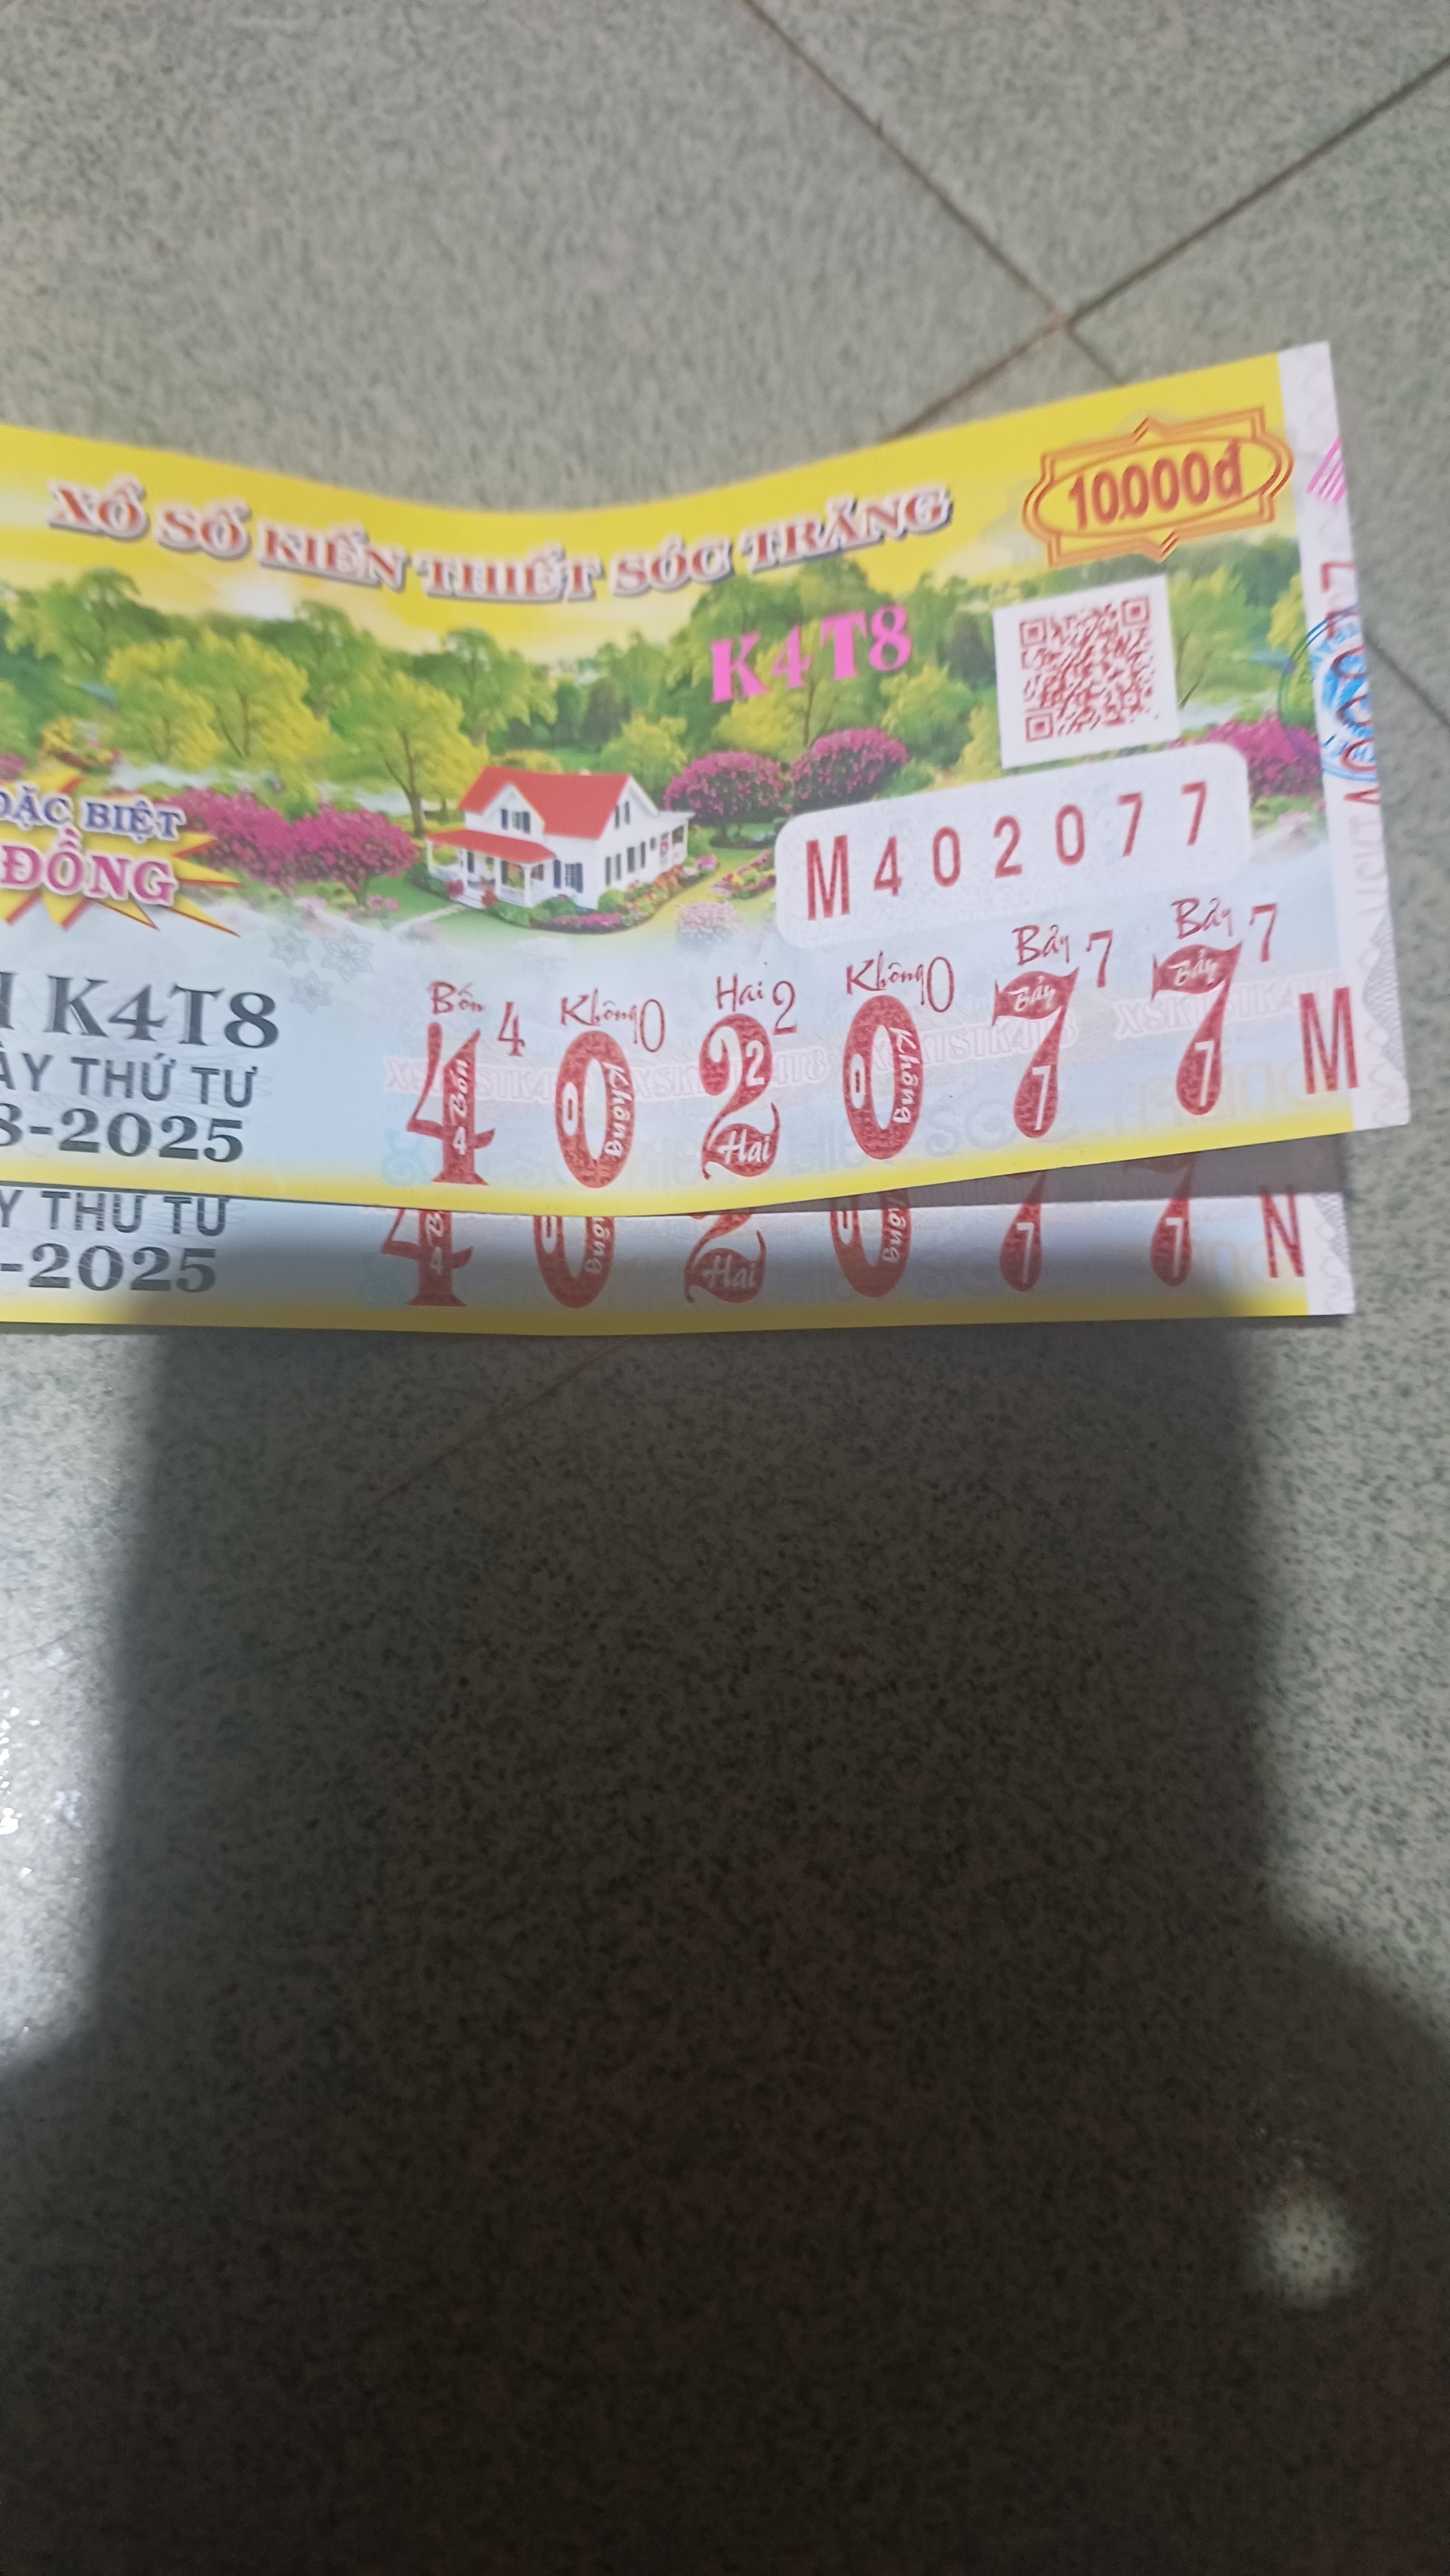 XỔ SỐ KIẾN THIẾT SÓC TRĂNG
10.000đ
K4T8
ĐẶC BIỆT
ĐỒNG
M402077
K4T8
Bốn 4 Không 0 Hai 2 Không 0 Bảy 7 Bảy 7
402077 M
THỨ TƯ
8-2025
THỨ TƯ
-2025
402077 N